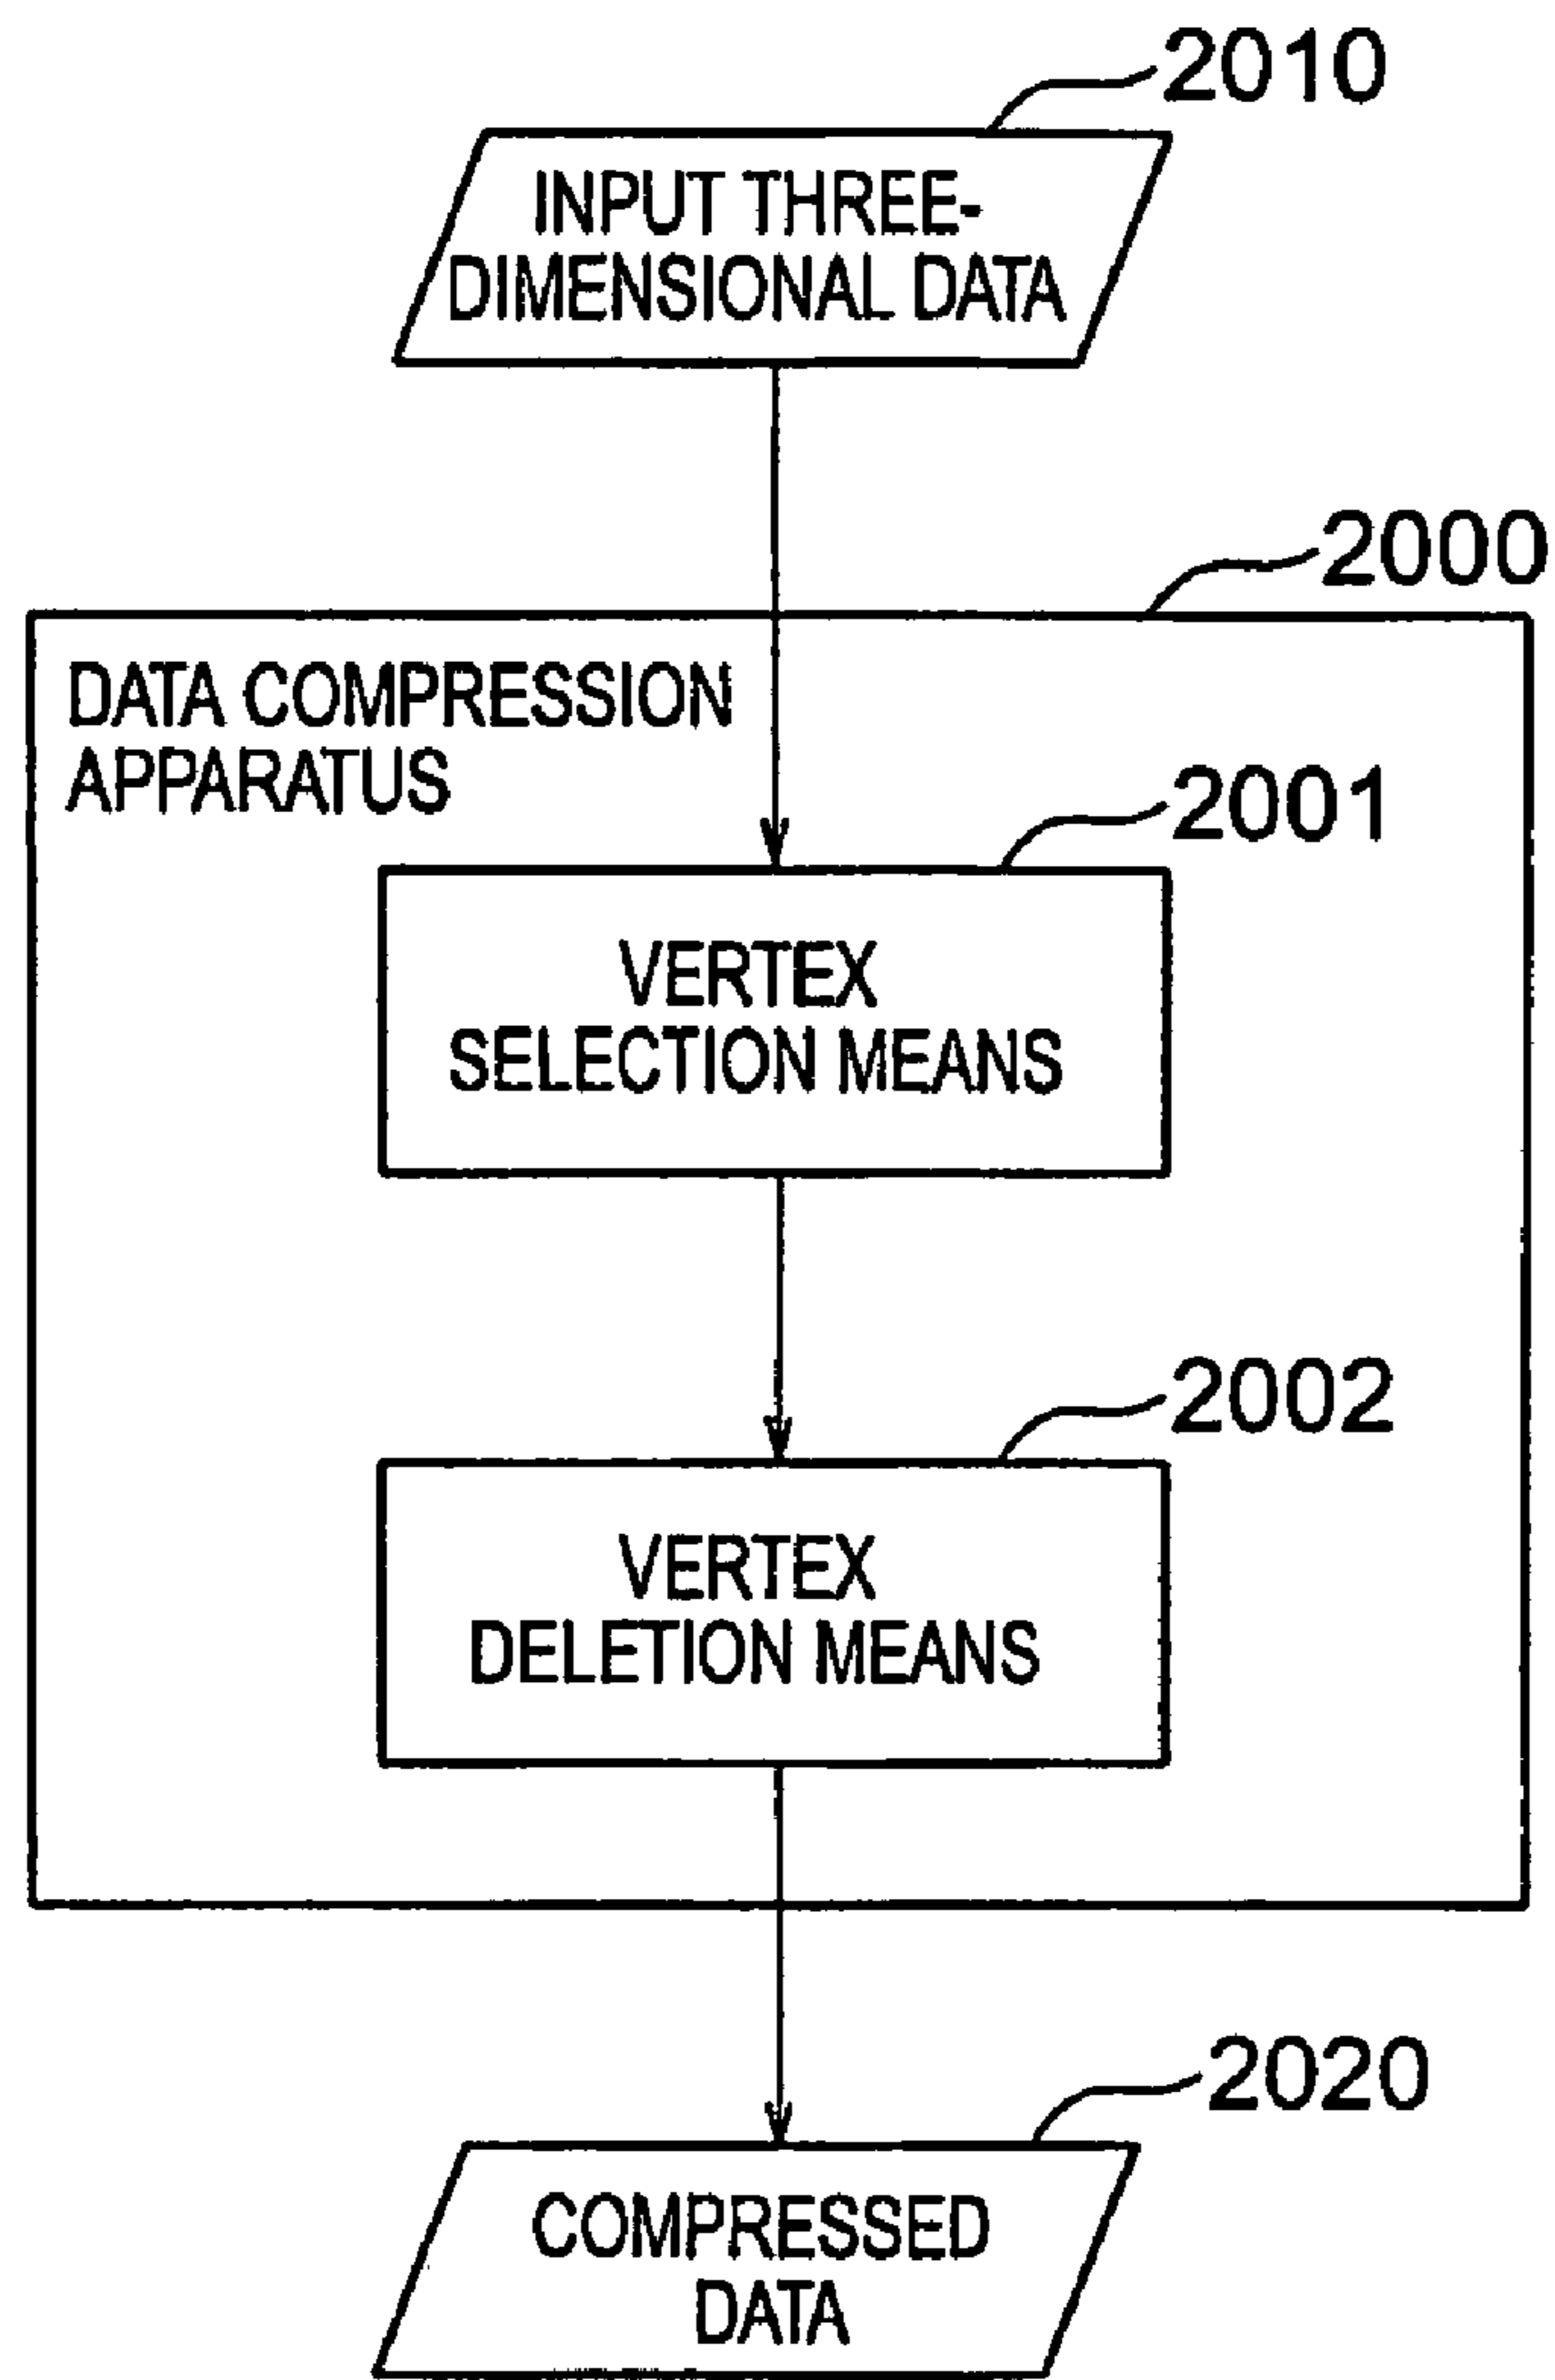 2010
INPUT THREE-
DIMENSIONAL DATA
2000
DATA COMPRESSION
APPARATUS
2001
VERTEX
SELECTION MEANS
2002
VERTEX
DELETION MEANS
2020
COMPRESSED
DATA